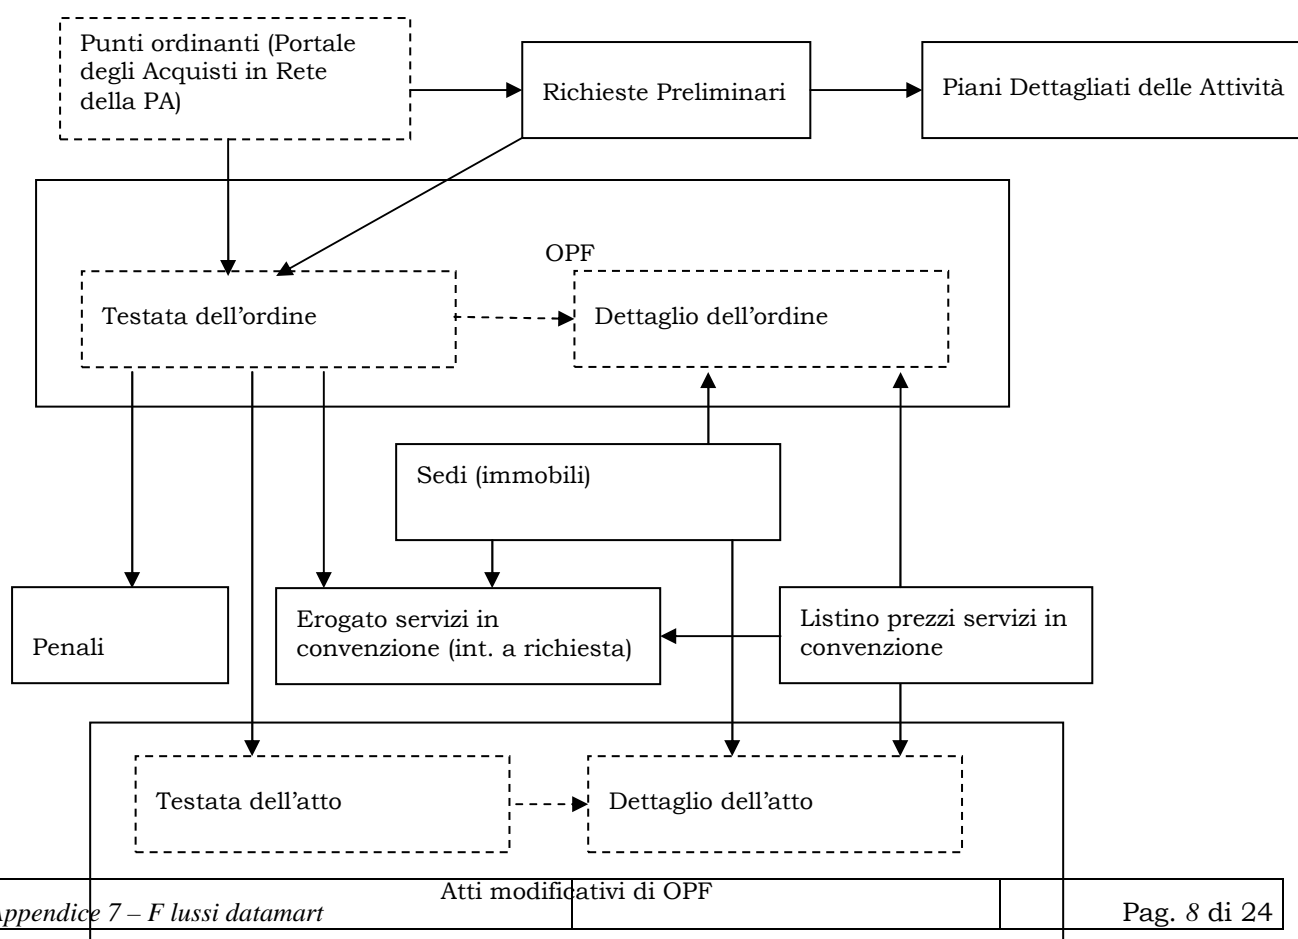 Punti ordinanti (Portale
degli Acquisti in Rete
della PA)
Richieste Preliminari
Piani Dettagliati delle Attività
OPF
Testata dell’ordine
Dettaglio dell’ordine
Sedi (immobili)
Penali
Erogato servizi in
convenzione (int. a richiesta)
Listino prezzi servizi in
convenzione
Testata dell’atto
Dettaglio dell’atto
Atti modificativi di OPF
ppendice 7 – F lussi datamart
Pag. 8 di 24